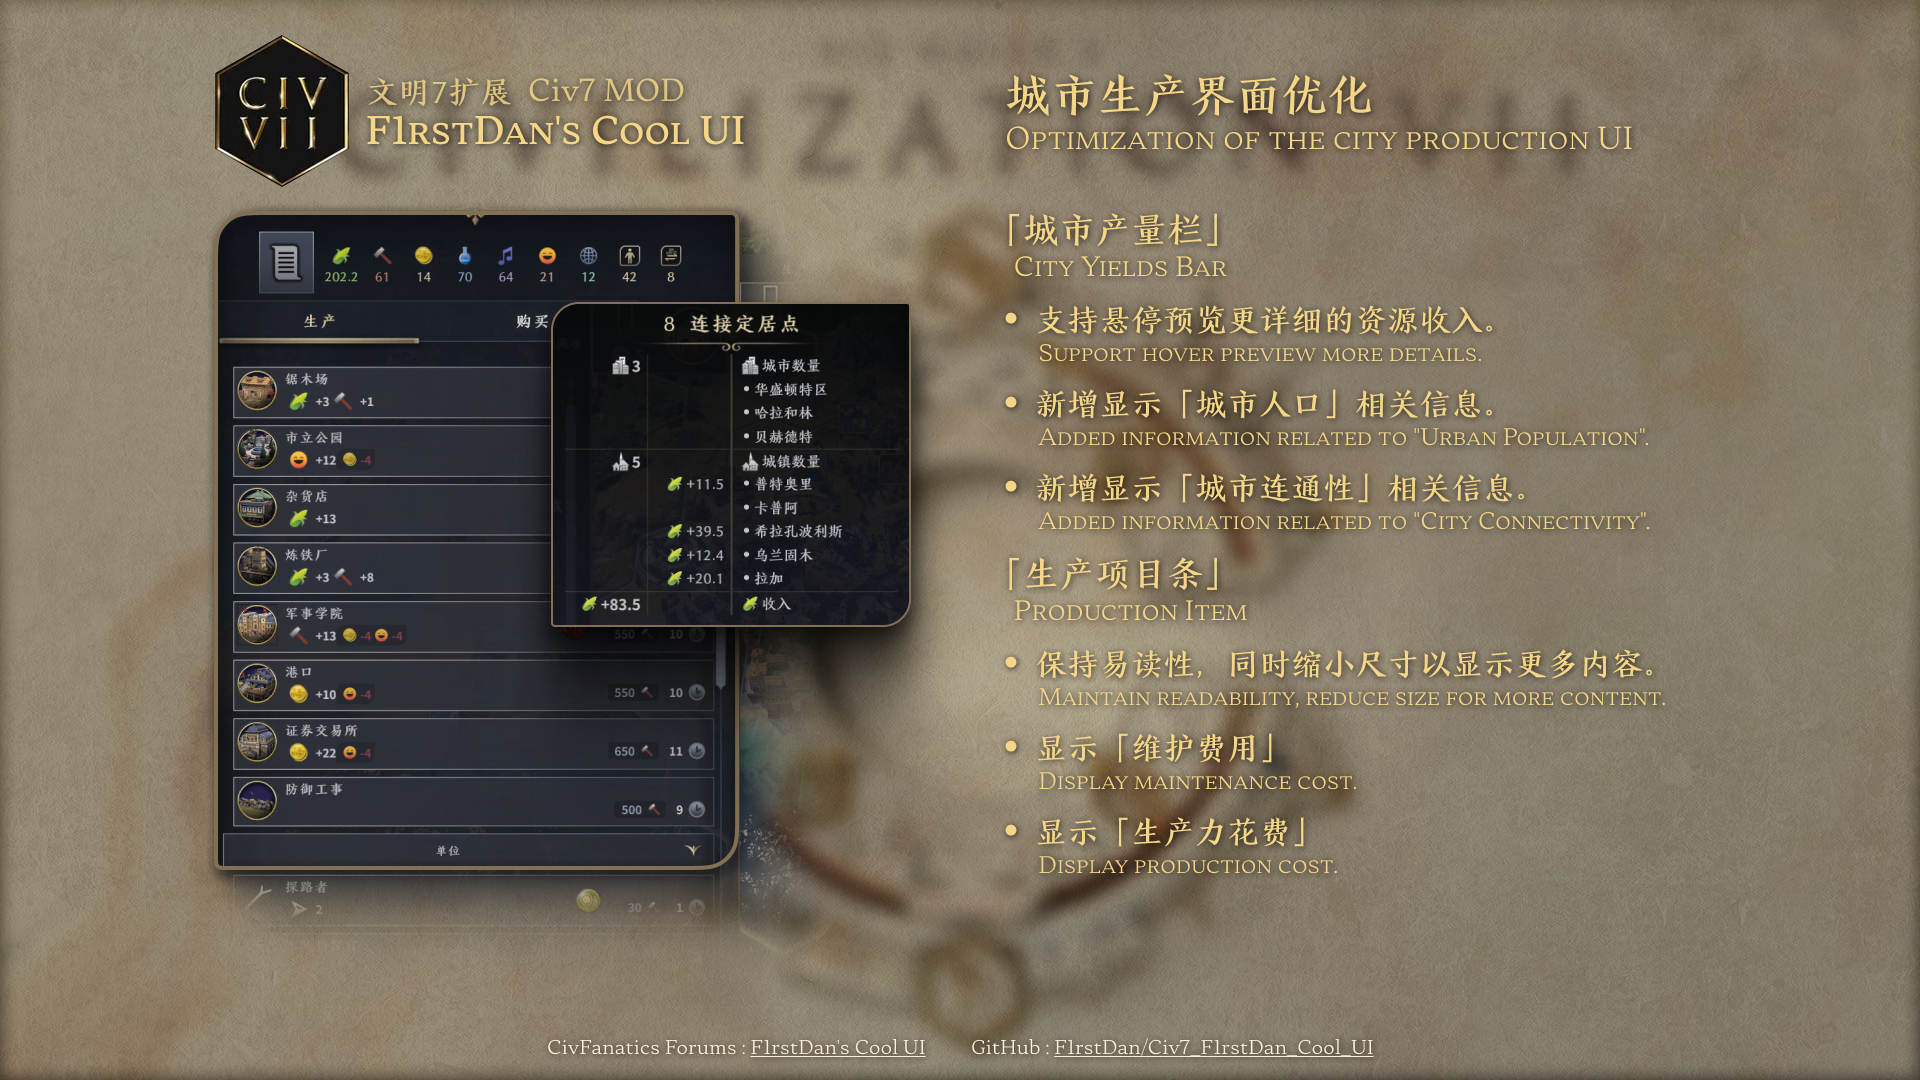 CIV
VII
文明7扩展 Civ7 MOD
F1rstDan's Cool UI
城市生产界面优化
Optimization of the city production UI
202.2 61 14 70 64 21 12 42 8
生产 购买
锯木场
+3 +1
市立公园
+12 -4
杂货店
+13
炼铁厂
+3 +8
军事学院
+13 -4 -4
550 10
港口
+10 -4
550 10
证券交易所
+22 -4
650 11
防御工事
500 9
单位
探路者
2
30 1
8 连接定居点
3 城市数量
• 华盛顿特区
• 哈拉和林
• 贝赫德特
5 城镇数量
+11.5 • 普特奥里
• 卡普阿
+39.5 • 希拉孔波利斯
+12.4 • 乌兰固木
+20.1 • 拉加
+83.5 收入
「城市产量栏」
City Yields Bar
• 支持悬停预览更详细的资源收入。
Support hover preview more details.
• 新增显示「城市人口」相关信息。
Added information related to "Urban Population".
• 新增显示「城市连通性」相关信息。
Added information related to "City Connectivity".
「生产项目条」
Production Item
• 保持易读性，同时缩小尺寸以显示更多内容。
Maintain readability, reduce size for more content.
• 显示「维护费用」
Display maintenance cost.
• 显示「生产力花费」
Display production cost.
CivFanatics Forums : F1rstDan's Cool UI GitHub : F1rstDan/Civ7_F1rstDan_Cool_UI